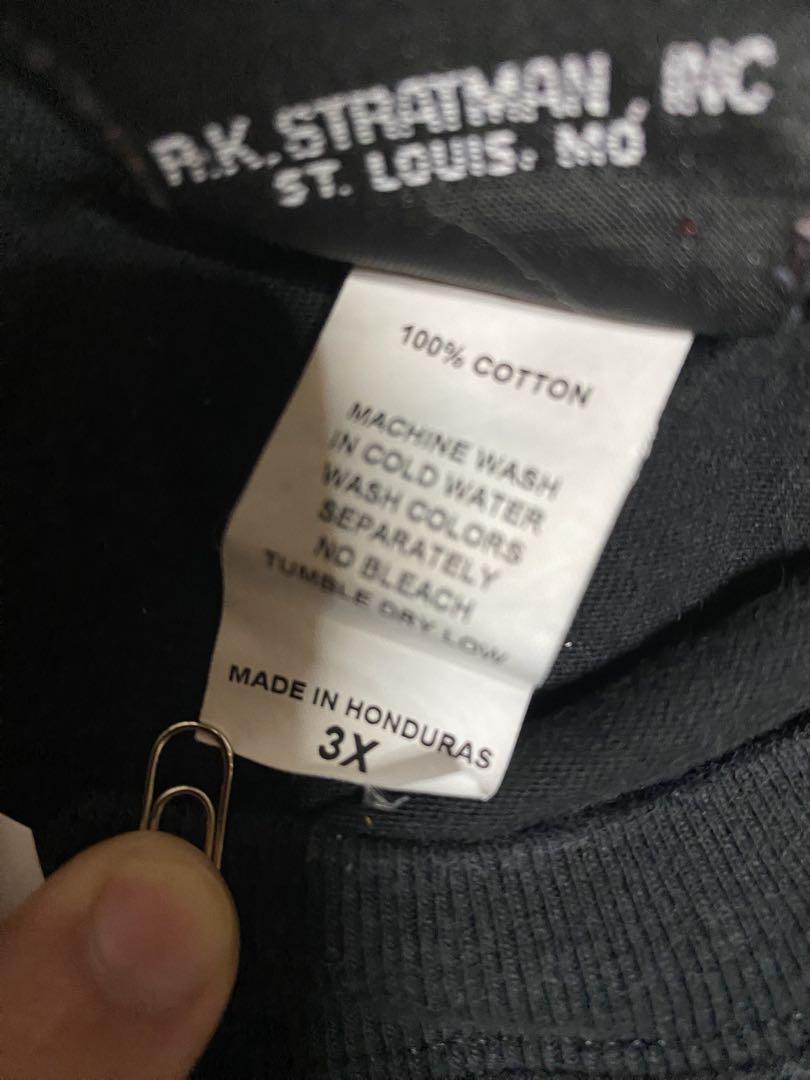 R.K. STRATMAN, INC
ST. LOUIS, MO
100% COTTON
MACHINE WASH
IN COLD WATER
WASH COLORS
SEPARATELY
NO BLEACH
TUMBLE DRY LOW
MADE IN HONDURAS
3X